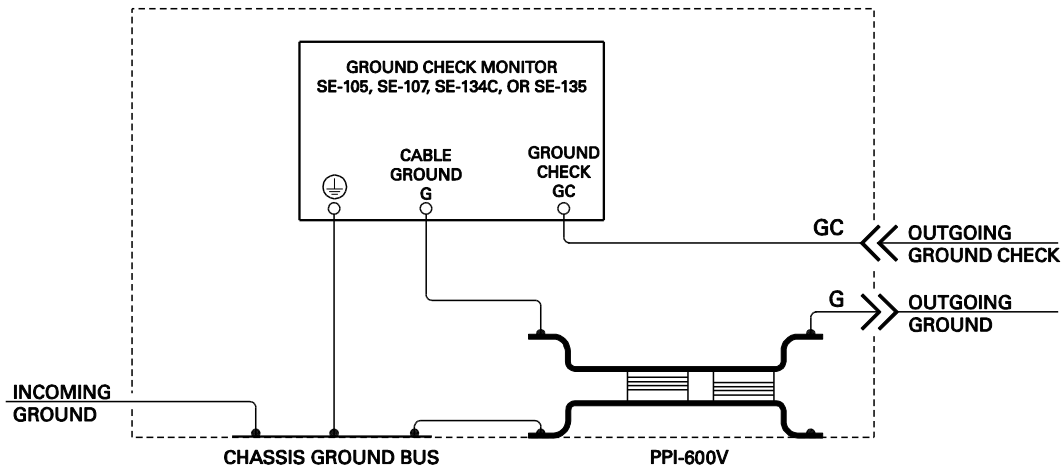 GROUND CHECK MONITOR
SE-105, SE-107, SE-134C, OR SE-135
CABLE
GROUND
G
GROUND
CHECK
GC
GC
OUTGOING
GROUND CHECK
G
OUTGOING
GROUND
INCOMING
GROUND
CHASSIS GROUND BUS
PPI-600V